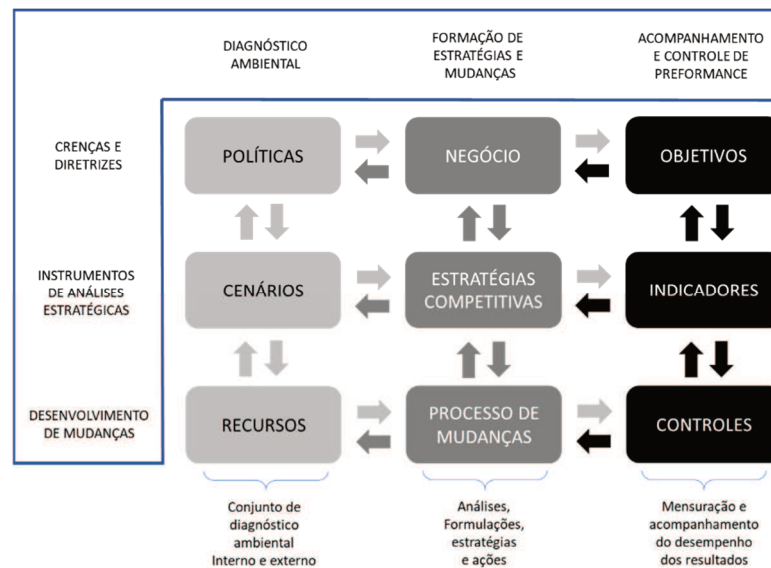 DIAGNÓSTICO
AMBIENTAL
FORMAÇÃO DE
ESTRATÉGIAS E
MUDANÇAS
ACOMPANHAMENTO
E CONTROLE DE
PREFORMANCE
CRENÇAS E
DIRETRIZES
POLÍTICAS
NEGÓCIO
OBJETIVOS
INSTRUMENTOS
DE ANÁLISES
ESTRATÉGICAS
CENÁRIOS
ESTRATÉGIAS
COMPETITIVAS
INDICADORES
DESENVOLVIMENTO
DE MUDANÇAS
RECURSOS
PROCESSO DE
MUDANÇAS
CONTROLES
Conjunto de
diagnóstico
ambiental
Interno e externo
Análises,
Formulações,
estratégias
e ações
Mensuração e
acompanhamento
do desempenho
dos resultados